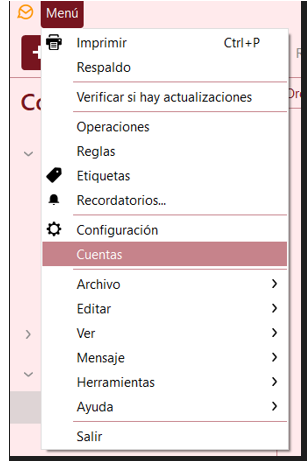 Menú
Imprimir Ctrl+P
Respaldo
Verificar si hay actualizaciones
Operaciones
Reglas
Etiquetas
Recordatorios...
Configuración
Cuentas
Archivo
Editar
Ver
Mensaje
Herramientas
Ayuda
Salir